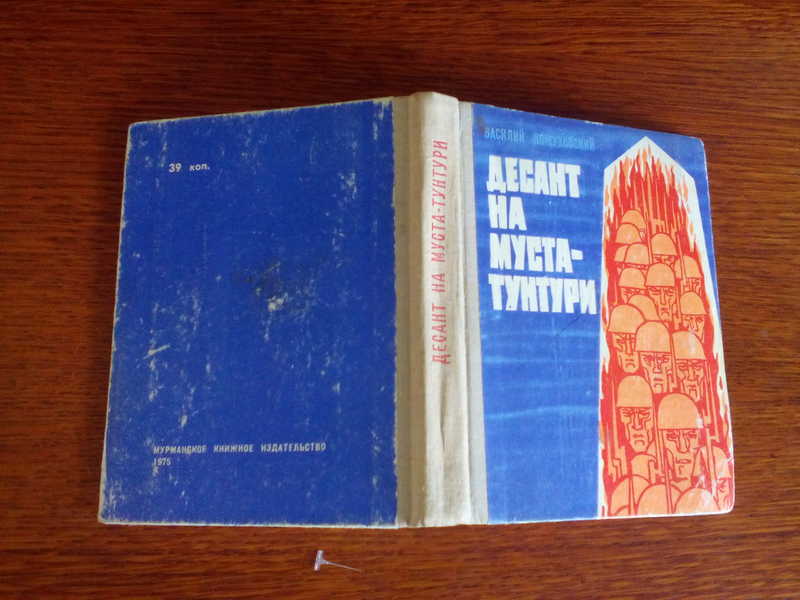 39 коп.
МУРМАНСКОЕ КНИЖНОЕ ИЗДАТЕЛЬСТВО
1975
ДЕСАНТ НА МУСТА-ТУНТУРИ
ВАСИЛИЙ
ДЕСАНТ
НА
МУСТА-
ТУНТУРИ